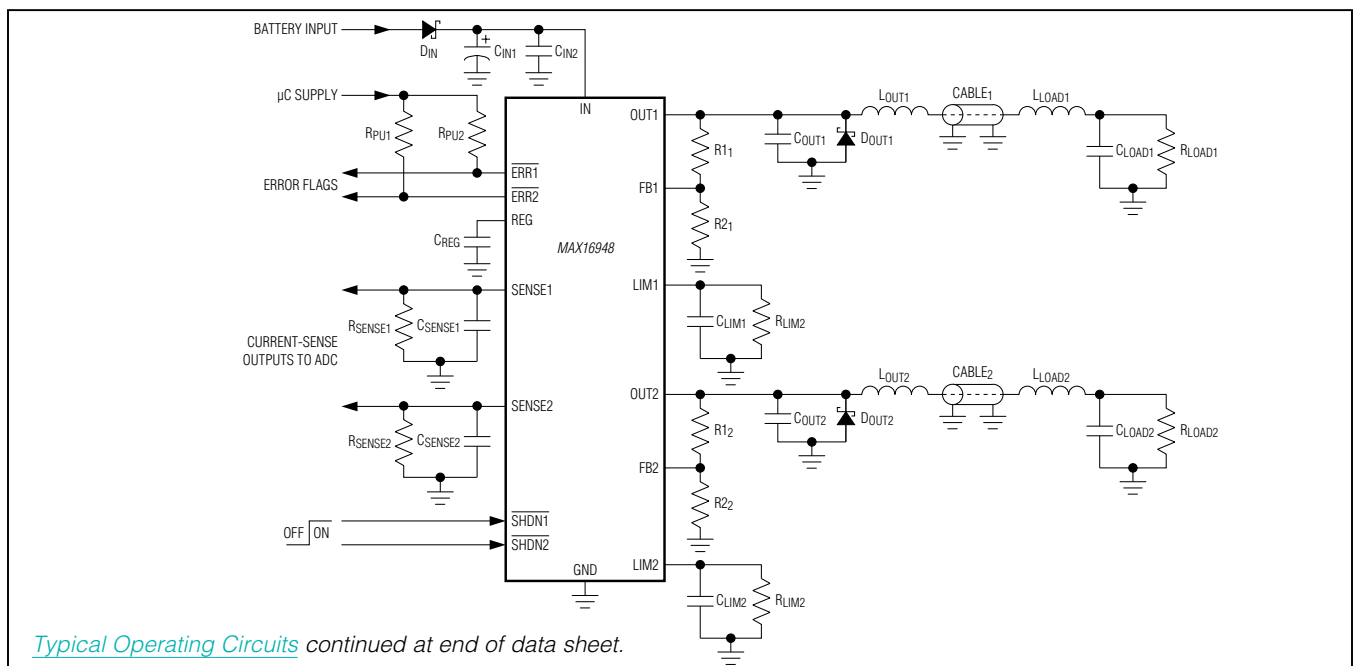 BATTERY INPUT
DIN
CIN1
+
CIN2
µC SUPPLY
RPU1
RPU2
IN
ERROR FLAGS
ERR1
ERR2
REG
CREG
MAX16948
SENSE1
RSENSE1
CSENSE1
CURRENT-SENSE
OUTPUTS TO ADC
SENSE2
RSENSE2
CSENSE2
OFF ON
SHDN1
SHDN2
GND
OUT1
R11
FB1
R21
COUT1
DOUT1
LOUT1
CABLE1
LLOAD1
CLOAD1
RLOAD1
LIM1
CLIM1
RLIM2
OUT2
R12
FB2
R22
COUT2
DOUT2
LOUT2
CABLE2
LLOAD2
CLOAD2
RLOAD2
LIM2
CLIM2
RLIM2
Typical Operating Circuits continued at end of data sheet.